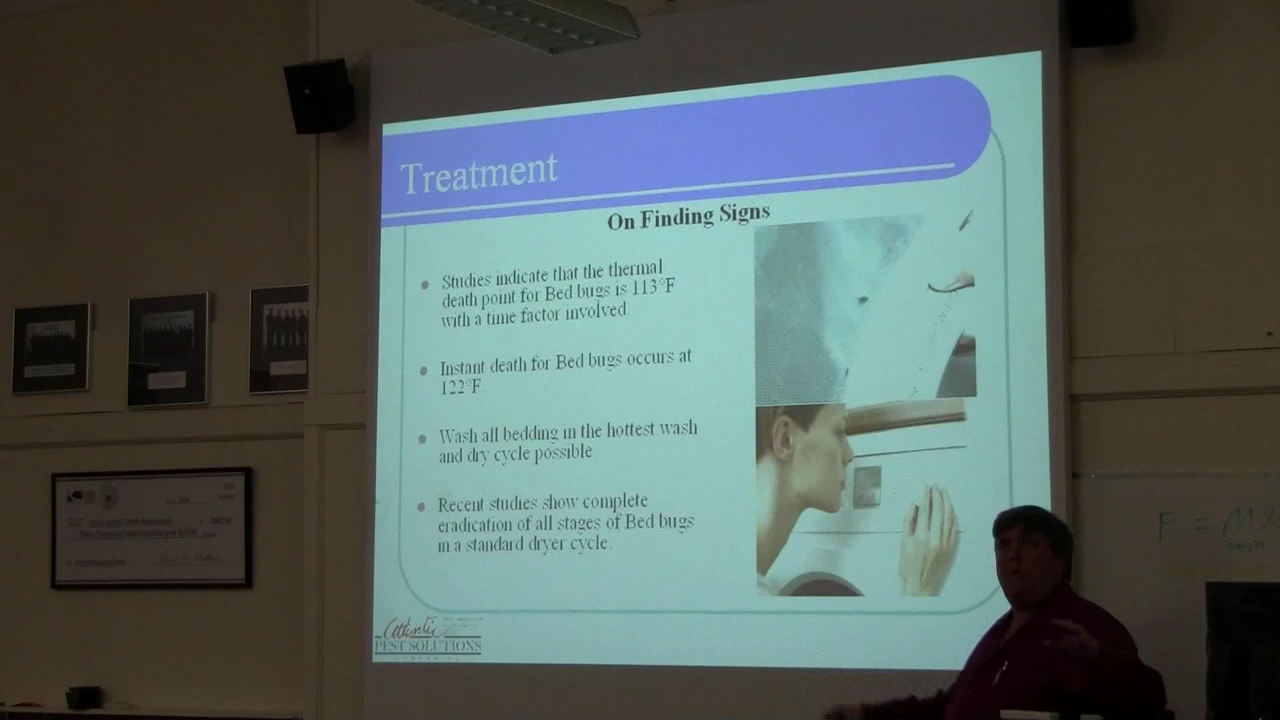 Treatment
On Finding Signs
Studies indicate that the thermal
death point for Bed bugs is 113°F
with a time factor involved.
Instant death for Bed bugs occurs at
122°F.
Wash all bedding in the hottest wash
and dry cycle possible.
Recent studies show complete
eradication of all stages of Bed bugs
in a standard dryer cycle.
Atlantic
PEST SOLUTIONS
F = M